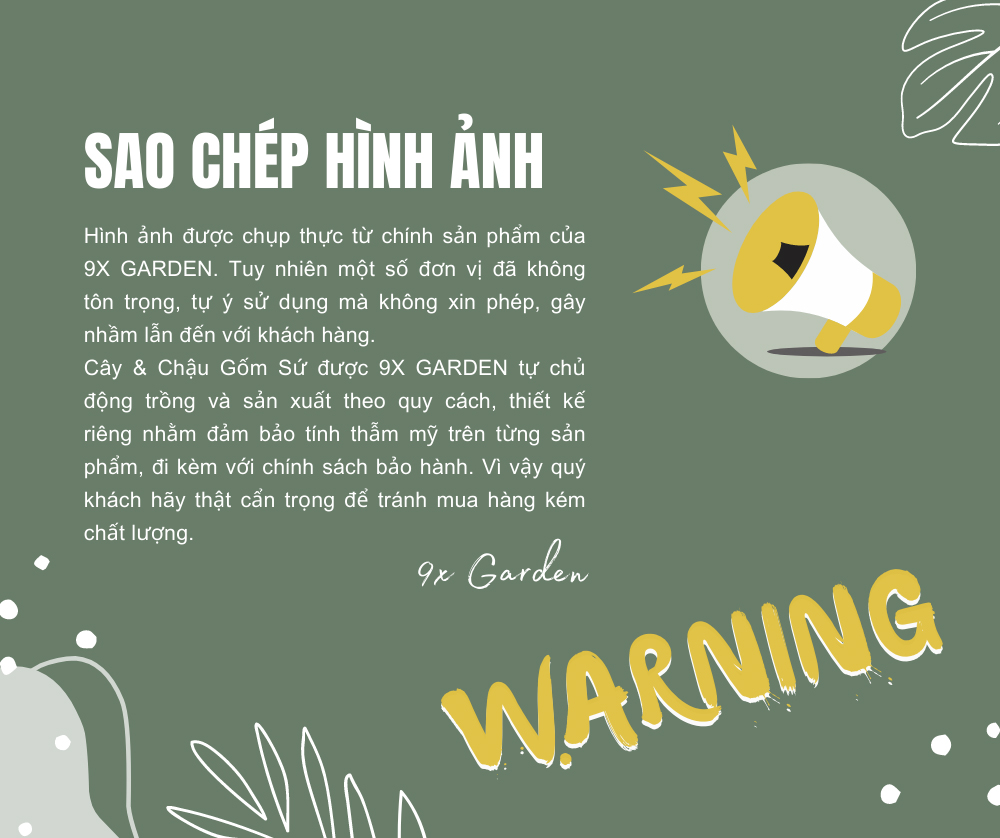 SAO CHÉP HÌNH ẢNH
Hình ảnh được chụp thực từ chính sản phẩm của
9X GARDEN. Tuy nhiên một số đơn vị đã không
tôn trọng, tự ý sử dụng mà không xin phép, gây
nhầm lẫn đến với khách hàng.
Cây & Chậu Gốm Sứ được 9X GARDEN tự chủ
động trồng và sản xuất theo quy cách, thiết kế
riêng nhằm đảm bảo tính thẫm mỹ trên từng sản
phẩm, đi kèm với chính sách bảo hành. Vì vậy quý
khách hãy thật cẩn trọng để tránh mua hàng kém
chất lượng.
9x Garden
WARNING